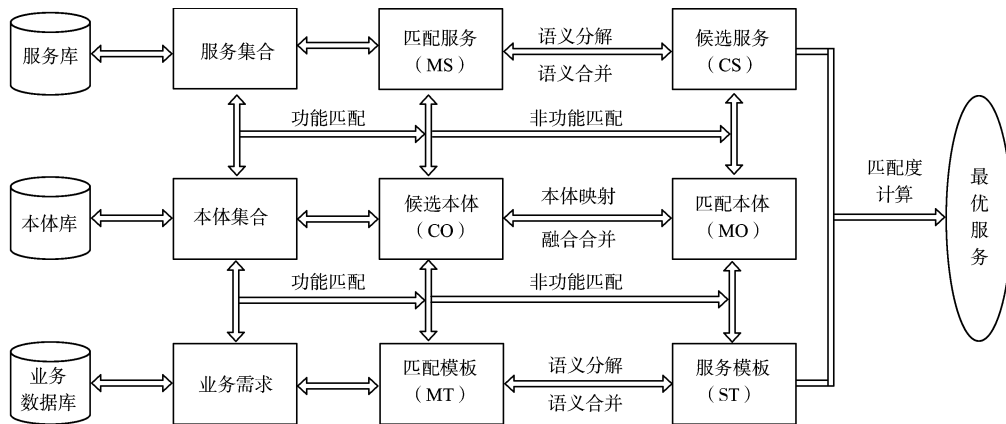 服务库
服务集合
匹配服务
（MS）
语义分解
语义合并
候选服务
（CS）
功能匹配
非功能匹配
本体库
本体集合
候选本体
（CO）
本体映射
融合合并
匹配本体
（MO）
匹配度
计算
最
优
服
务
功能匹配
非功能匹配
业务
数据库
业务需求
匹配模板
（MT）
语义分解
语义合并
服务模板
（ST）